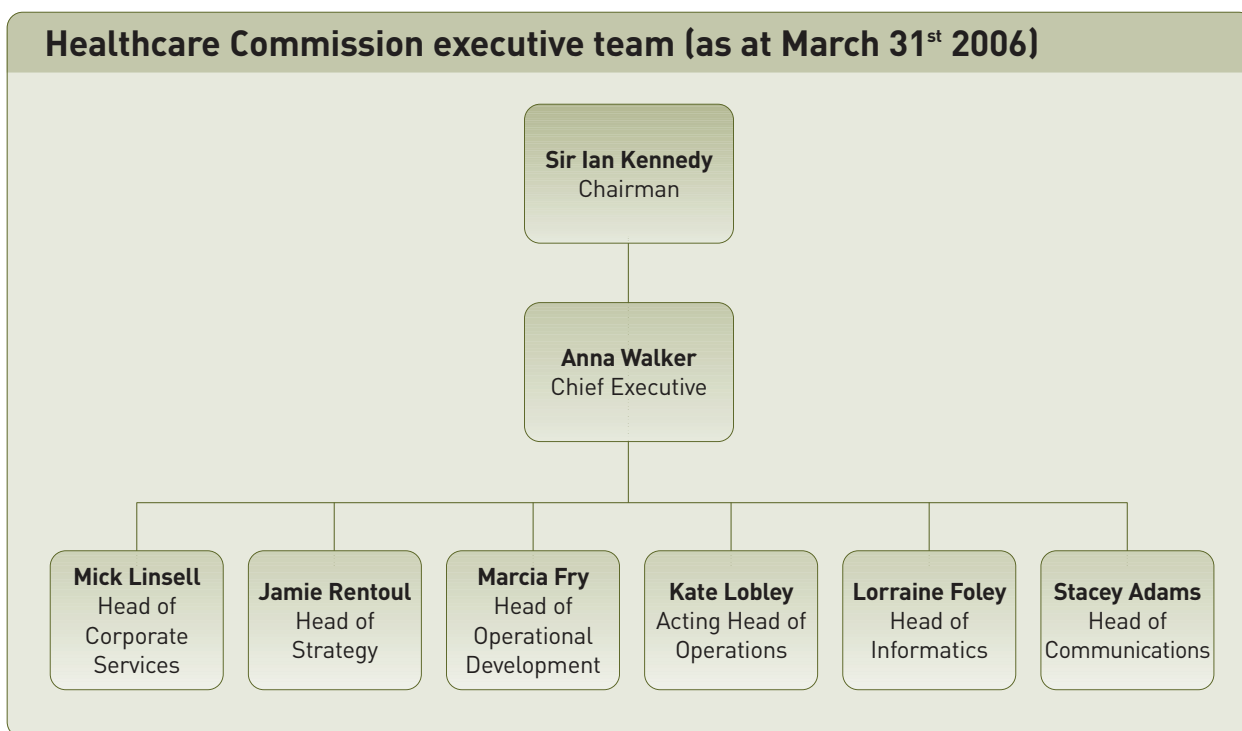 Healthcare Commission executive team (as at March 31st 2006)
Sir Ian Kennedy
Chairman
Anna Walker
Chief Executive
Mick Linsell
Head of
Corporate
Services
Jamie Rentoul
Head of
Strategy
Marcia Fry
Head of
Operational
Development
Kate Lobley
Acting Head of
Operations
Lorraine Foley
Head of
Informatics
Stacey Adams
Head of
Communications